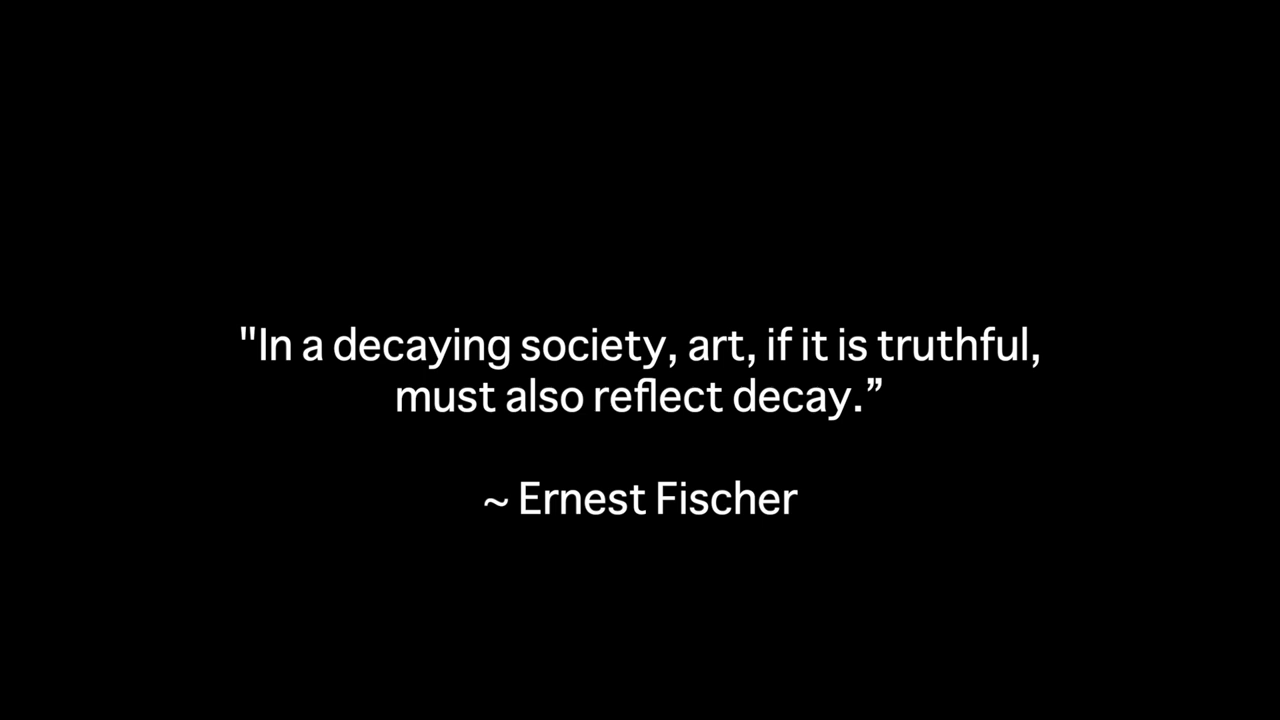 "In a decaying society, art, if it is truthful,
must also reflect decay.”
~ Ernest Fischer